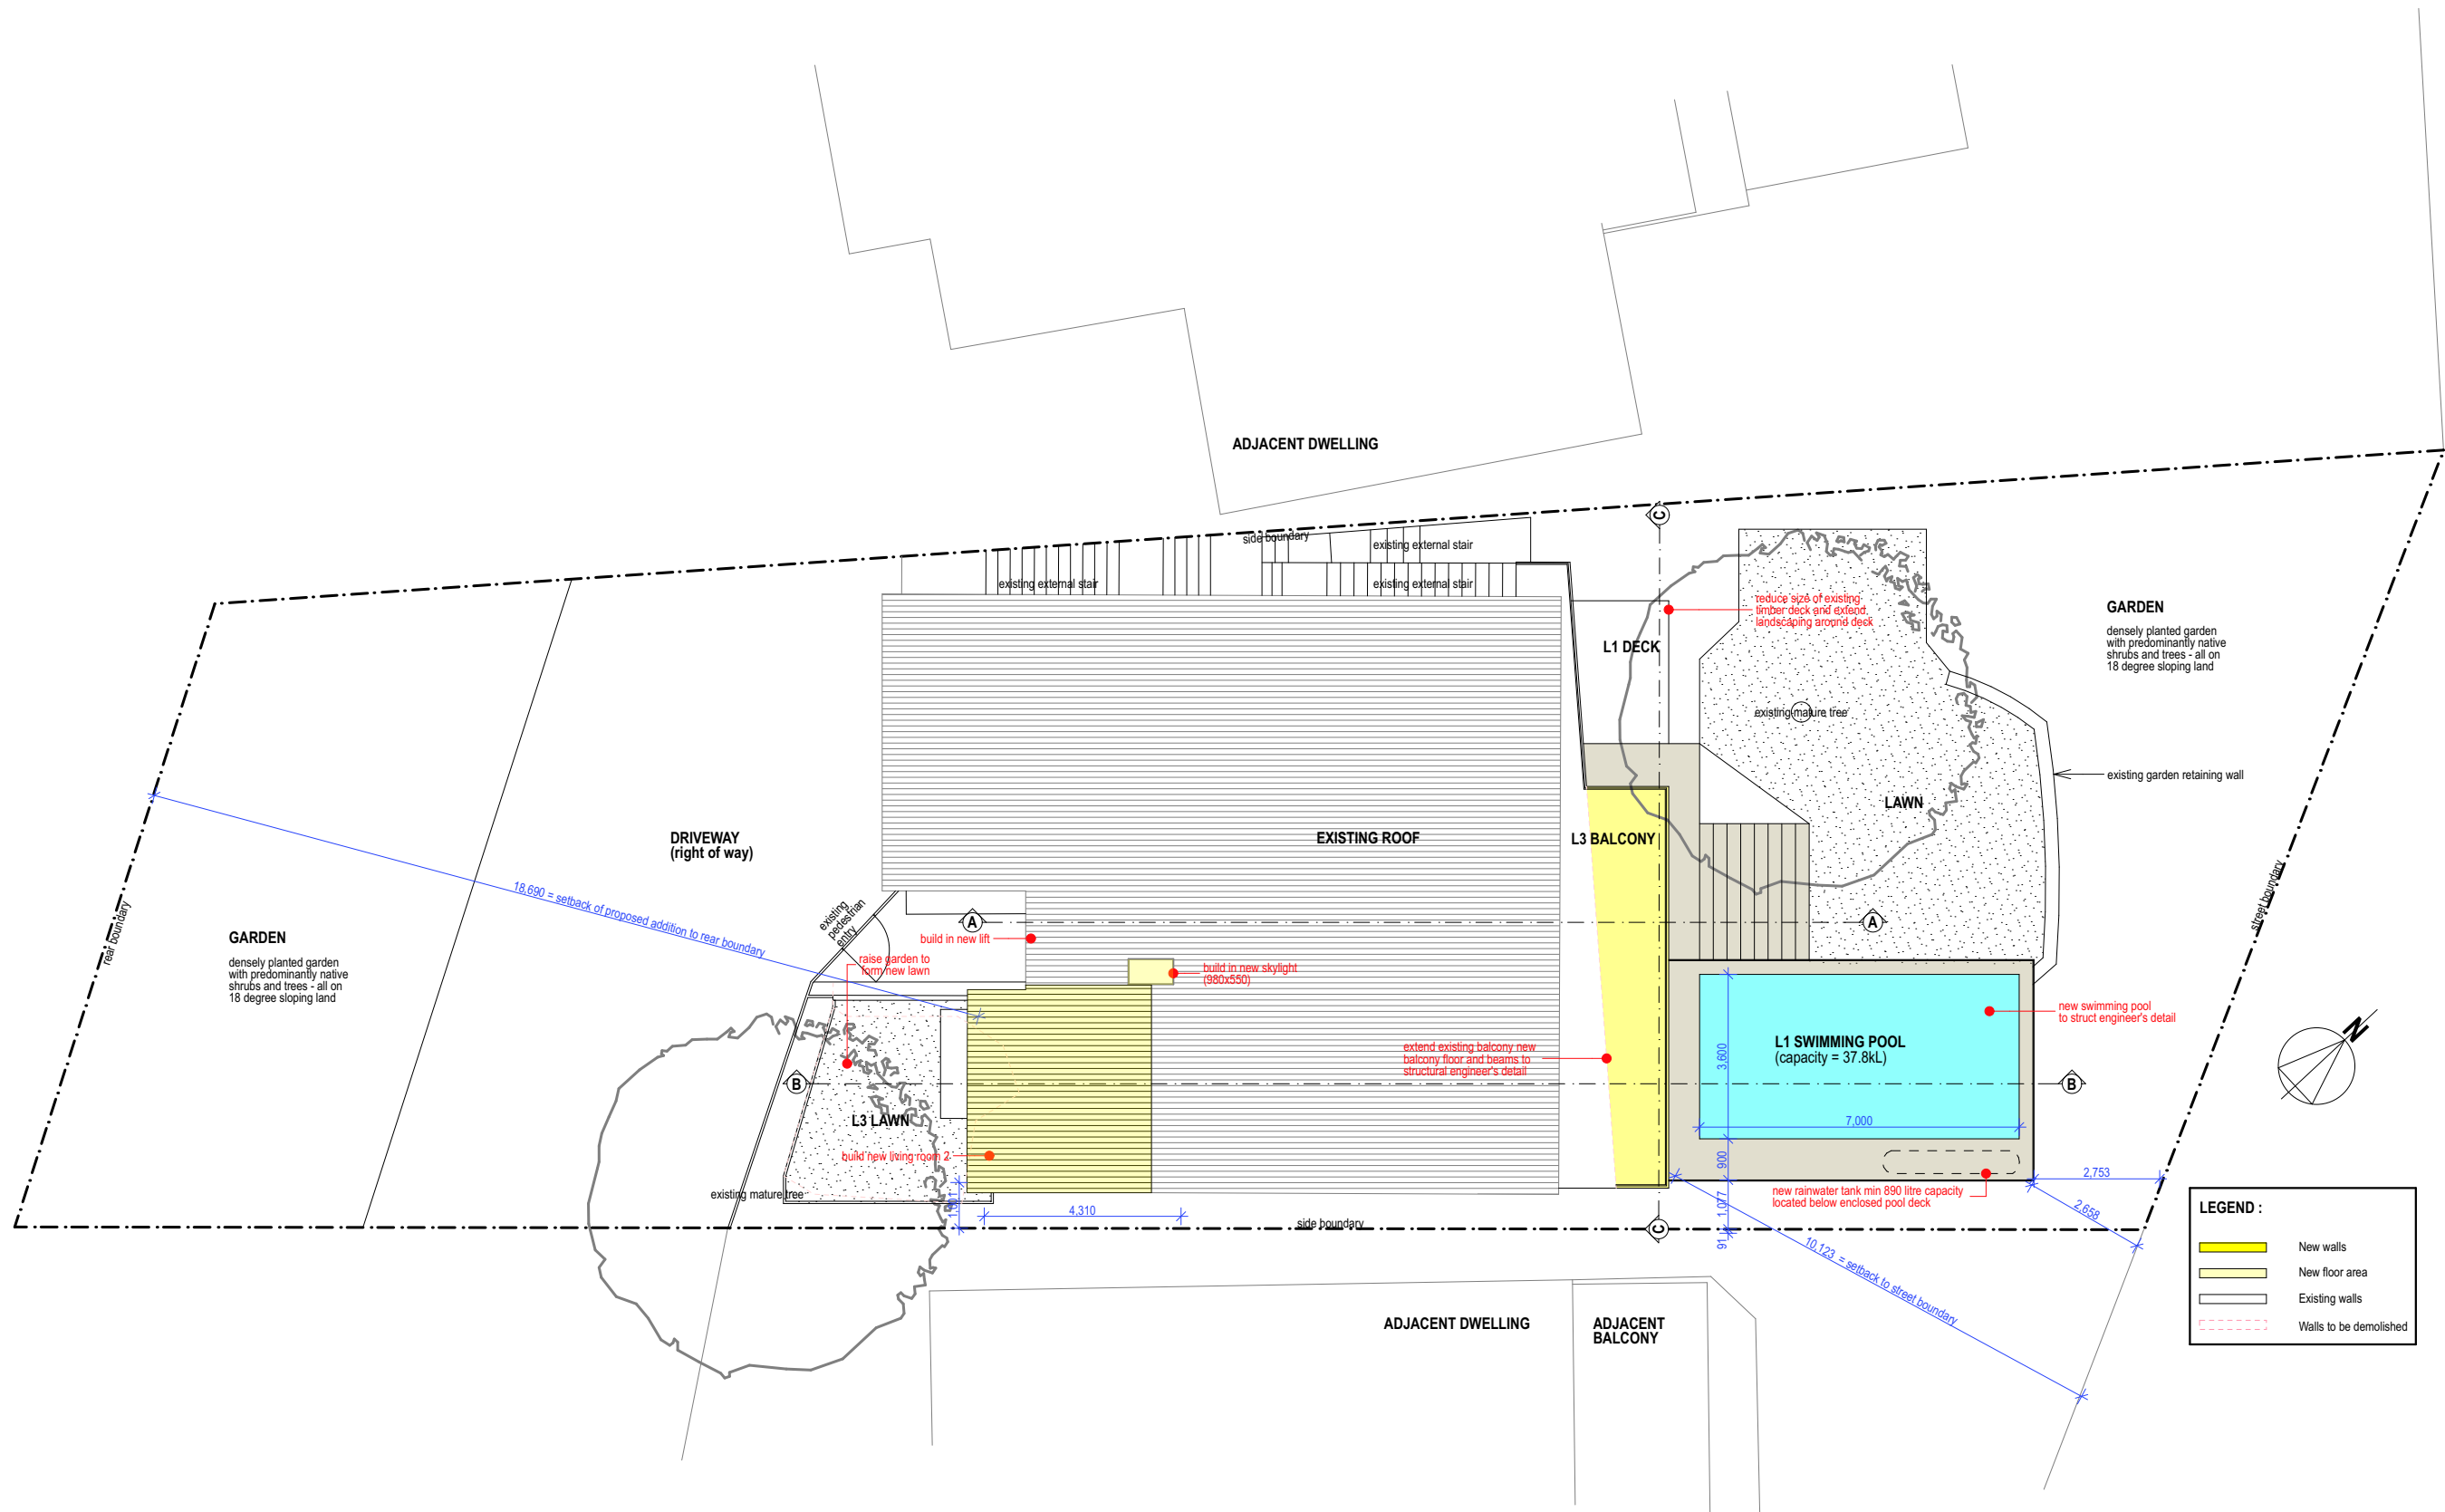 ADJACENT DWELLING
side boundary
existing external stair
existing external stair
existing external stair
reduce size of existing
timber deck and extend
landscaping around deck
L1 DECK
GARDEN
densely planted garden
with predominantly native
shrubs and trees - all on
18 degree sloping land
existing mature tree
existing garden retaining wall
LAWN
DRIVEWAY
(right of way)
EXISTING ROOF
L3 BALCONY
18,690 = setback of proposed addition to rear boundary
rear boundary
street boundary
GARDEN
densely planted garden
with predominantly native
shrubs and trees - all on
18 degree sloping land
existing
pedestrian
entry
A
A
build in new lift
raise garden to
form new lawn
build in new skylight
(980x550)
new swimming pool
to struct engineer's detail
L1 SWIMMING POOL
(capacity = 37.8kL)
extend existing balcony new
balcony floor and beams to
structural engineer's detail
3,600
N
B
B
L3 LAWN
7,000
build new living room 2
900
2,753
existing mature tree
new rainwater tank min 890 litre capacity
located below enclosed pool deck
4,310
1,077
2,658
side boundary
C
C
91
10,123 = setback to street boundary
ADJACENT DWELLING
ADJACENT
BALCONY
LEGEND :
New walls
New floor area
Existing walls
Walls to be demolished